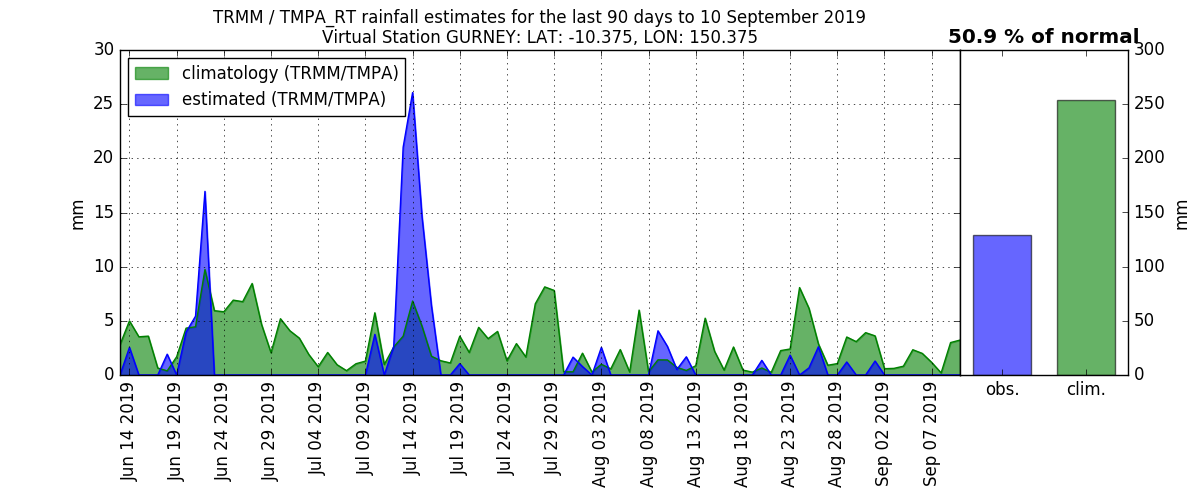 TRMM / TMPA_RT rainfall estimates for the last 90 days to 10 September 2019
Virtual Station GURNEY: LAT: -10.375, LON: 150.375
50.9 % of normal
climatology (TRMM/TMPA)
estimated (TRMM/TMPA)
30
25
20
15
10
5
0
mm
Jun 14 2019
Jun 19 2019
Jun 24 2019
Jun 29 2019
Jul 04 2019
Jul 09 2019
Jul 14 2019
Jul 19 2019
Jul 24 2019
Jul 29 2019
Aug 03 2019
Aug 08 2019
Aug 13 2019
Aug 18 2019
Aug 23 2019
Aug 28 2019
Sep 02 2019
Sep 07 2019
300
250
200
150
100
50
0
mm
obs.
clim.